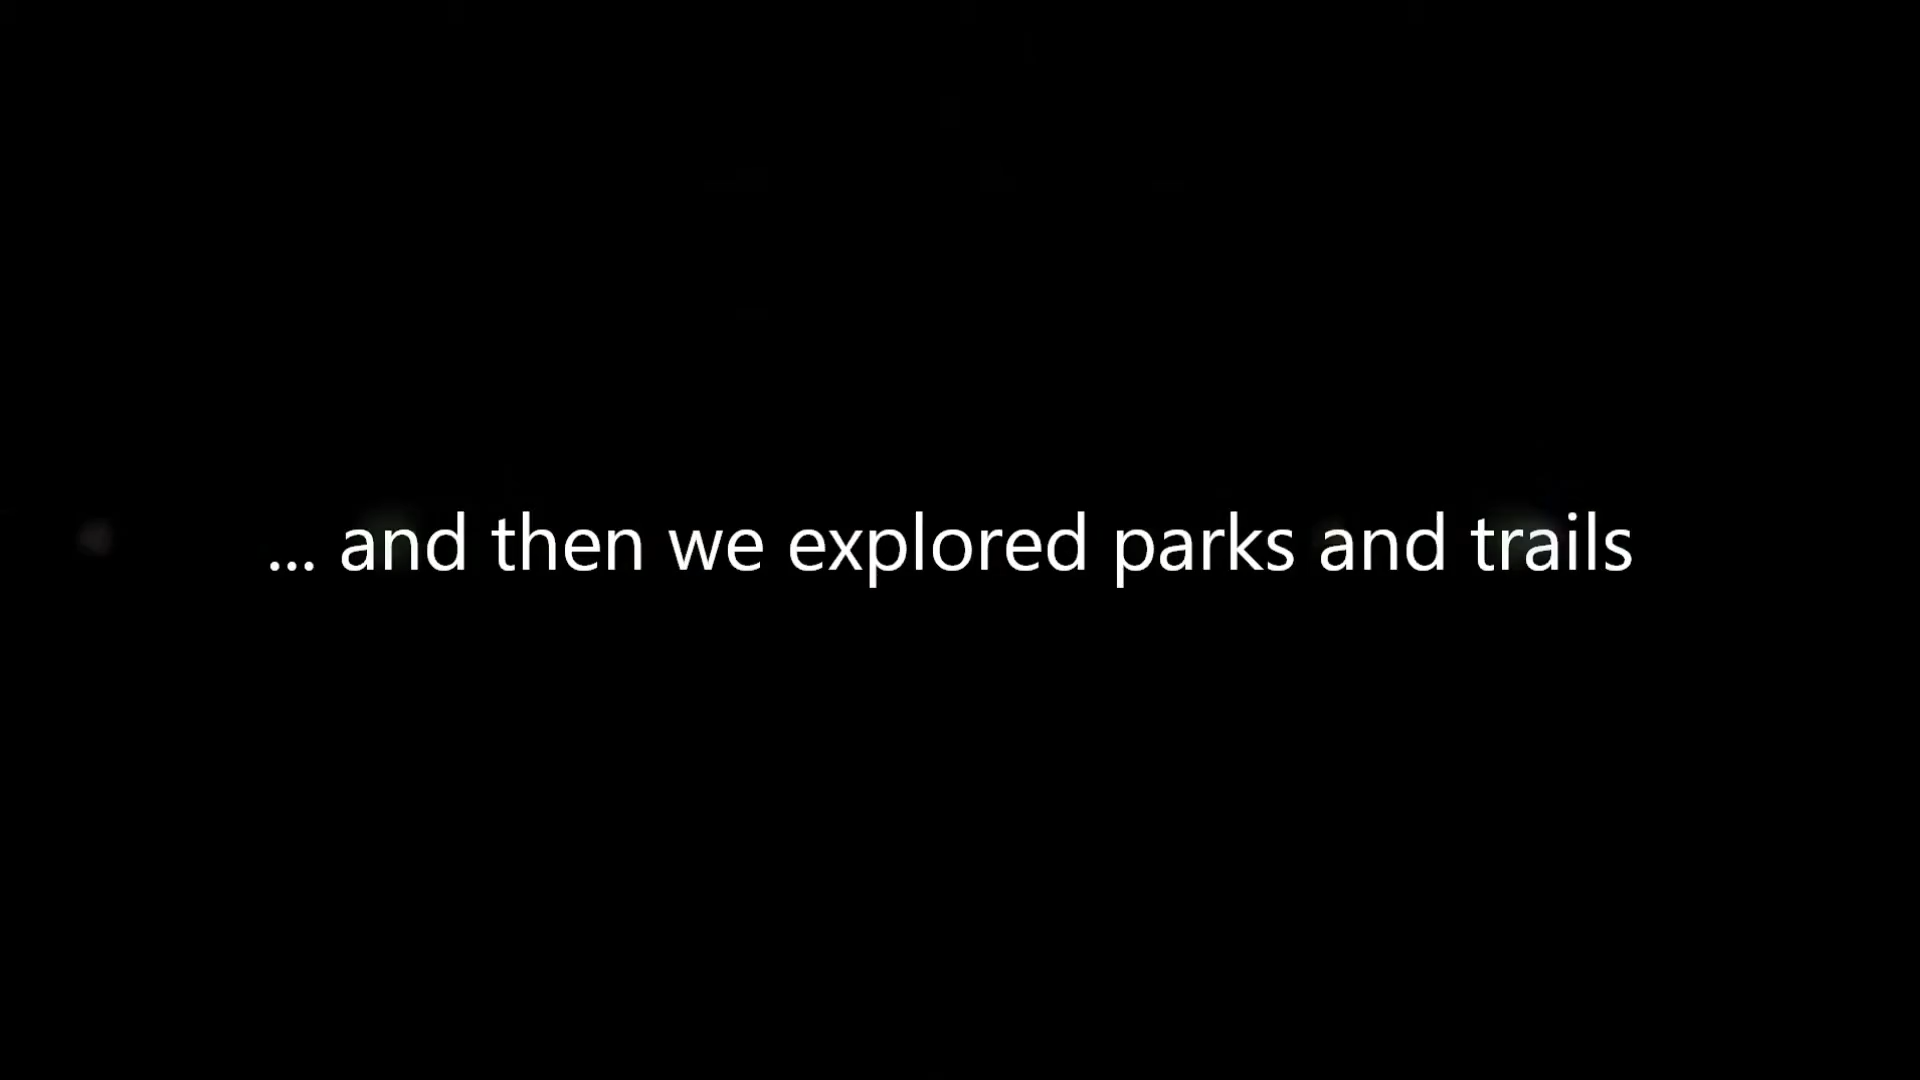 ... and then we explored parks and trails